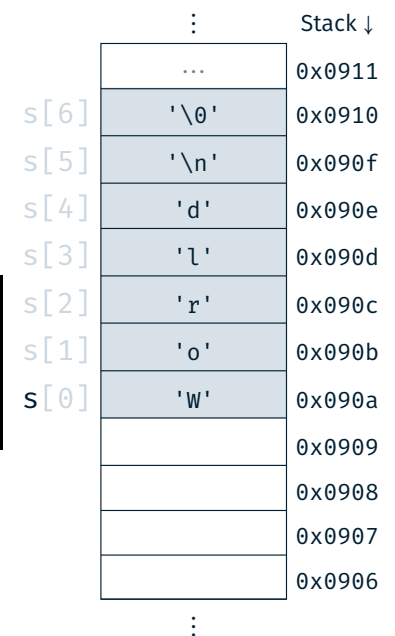 ⋮ Stack ↓
... 0x0911
s[6] '\0' 0x0910
s[5] '\n' 0x090f
s[4] 'd' 0x090e
s[3] 'l' 0x090d
s[2] 'r' 0x090c
s[1] 'o' 0x090b
s[0] 'W' 0x090a
0x0909
0x0908
0x0907
0x0906
⋮